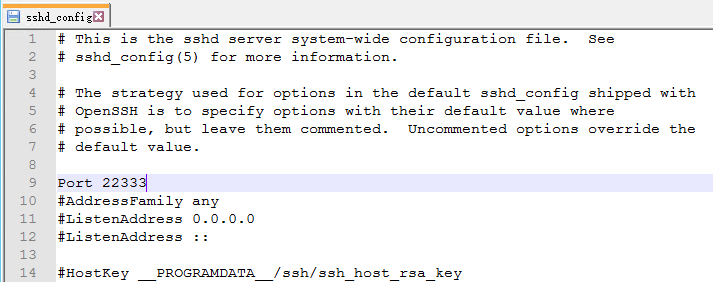 sshd_config
1 # This is the sshd server system-wide configuration file.  See
2 # sshd_config(5) for more information.
3
4 # The strategy used for options in the default sshd_config shipped with
5 # OpenSSH is to specify options with their default value where
6 # possible, but leave them commented.  Uncommented options override the
7 # default value.
8
9 Port 22333
10 #AddressFamily any
11 #ListenAddress 0.0.0.0
12 #ListenAddress ::
13
14 #HostKey __PROGRAMDATA__/ssh/ssh_host_rsa_key